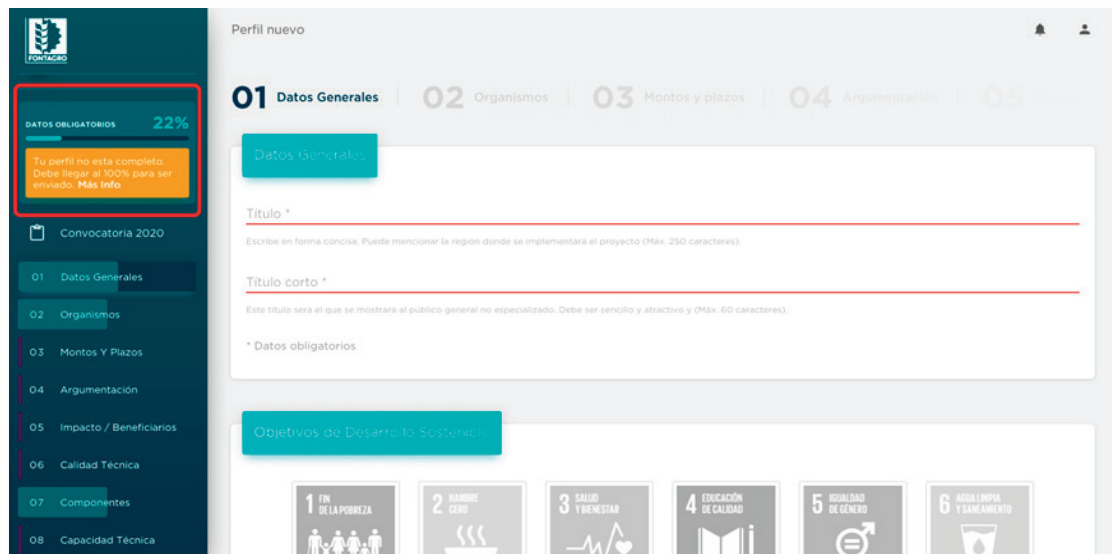 FONTAGRO
DATOS OBLIGATORIOS 22%
Tu perfil no esta completo.
Debe llegar al 100% para ser
enviado. Más Info
Convocatoria 2020
01 Datos Generales
02 Organismos
03 Montos Y Plazos
04 Argumentación
05 Impacto / Beneficiarios
06 Calidad Técnica
07 Componentes
08 Capacidad Técnica
Perfil nuevo
01 Datos Generales 02 Organismos 03 Montos y plazos 04 Argumentación 05
Datos Generales
Título *
Escribe en forma concisa. Puede mencionar la región donde se implementará el proyecto (Máx. 250 caracteres).
Título corto *
Este título será el que se mostrará al público general no especializado. Debe ser sencillo y atractivo y (Máx. 60 caracteres).
* Datos obligatorios
Objetivos de Desarrollo Sostenible
1 FIN
DE LA POBREZA
2 HAMBRE
CERO
3 SALUD
Y BIENESTAR
4 EDUCACIÓN
DE CALIDAD
5 IGUALDAD
DE GÉNERO
6 AGUA LIMPIA
Y SANEAMIENTO